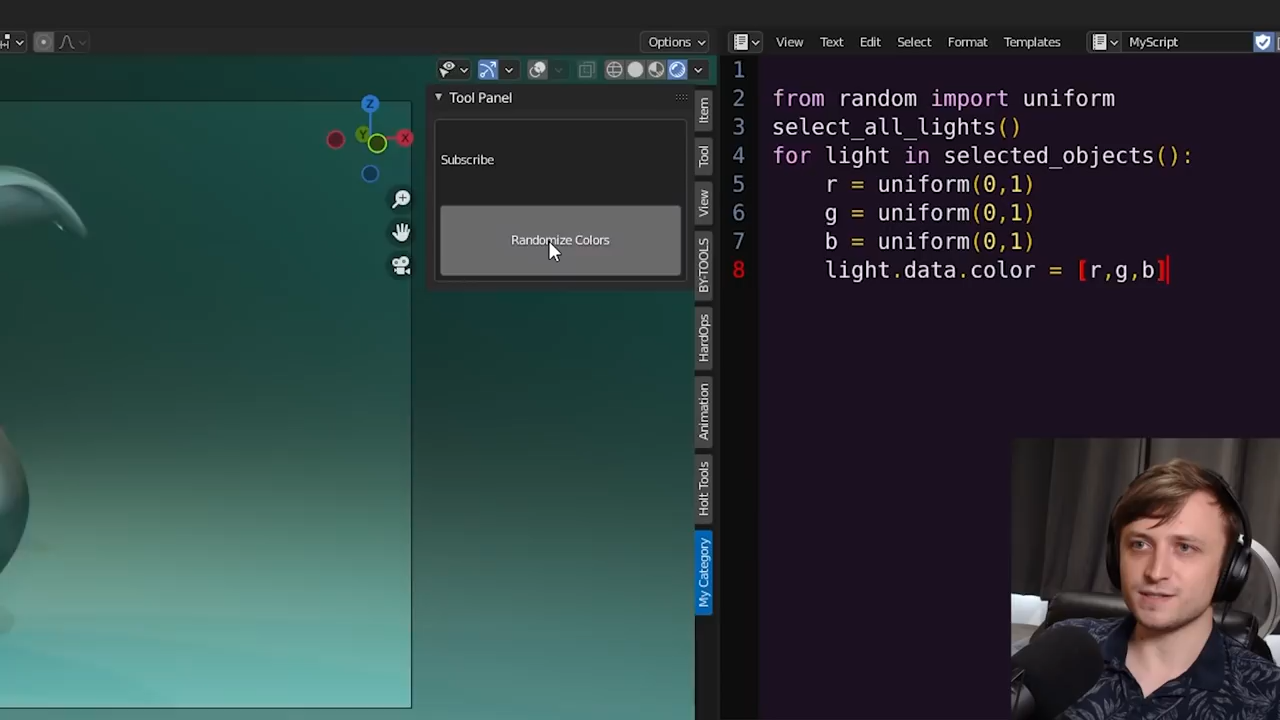 Options
View Text Edit Select Format Templates MyScript
Tool Panel
Subscribe
Randomize Colors
Z
Y
X
Item
Tool
View
BY-TOOLS
HardOps
Animation
Holt Tools
My Category
1
2 from random import uniform
3 select_all_lights()
4 for light in selected_objects():
5 r = uniform(0,1)
6 g = uniform(0,1)
7 b = uniform(0,1)
8 light.data.color = [r,g,b]